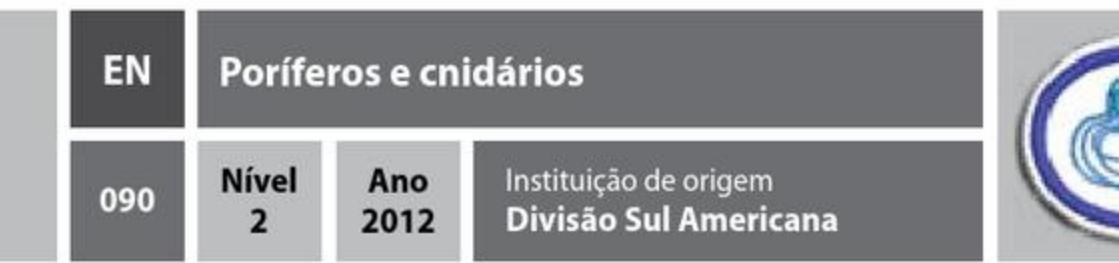 EN
Poríferos e cnidários
090
Nível
2
Ano
2012
Instituição de origem
Divisão Sul Americana